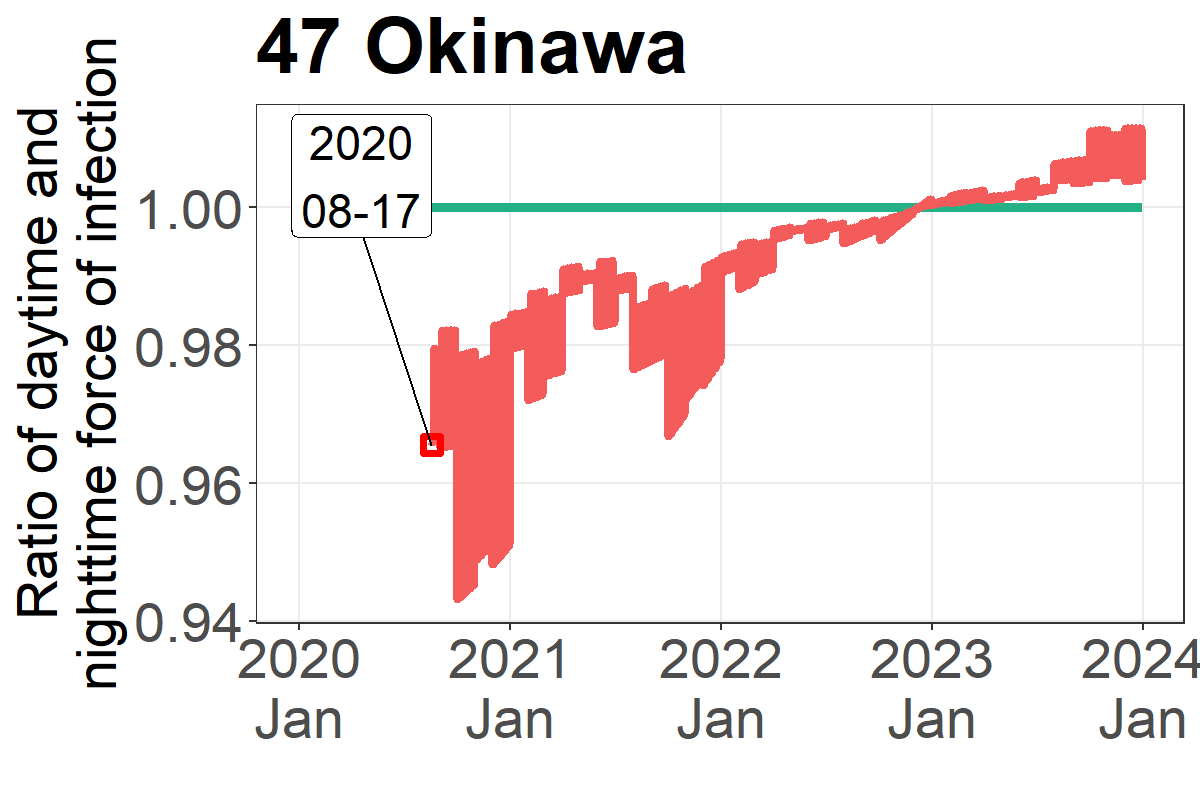 47 Okinawa
Ratio of daytime and
nighttime force of infection
2020
08-17
1.00
0.98
0.96
0.94
2020
Jan
2021
Jan
2022
Jan
2023
Jan
2024
Jan